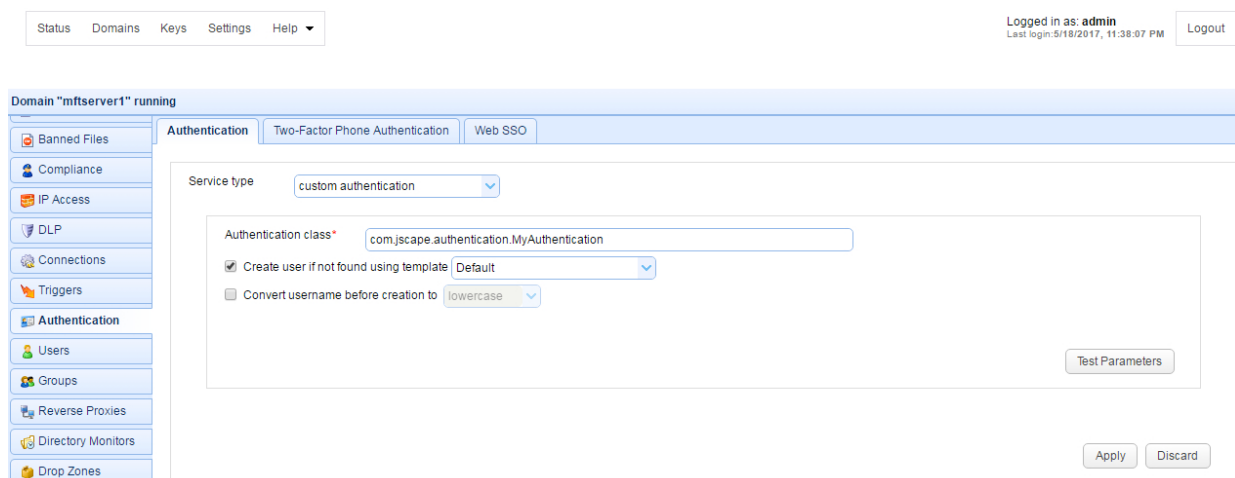 Status Domains Keys Settings Help
Logged in as: admin
Last login:5/18/2017, 11:38:07 PM
Logout
Domain "mftserver1" running
Banned Files
Compliance
IP Access
DLP
Connections
Triggers
Authentication
Users
Groups
Reverse Proxies
Directory Monitors
Drop Zones
Authentication Two-Factor Phone Authentication Web SSO
Service type custom authentication
Authentication class* com.jscape.authentication.MyAuthentication
Create user if not found using template Default
Convert username before creation to lowercase
Test Parameters
Apply Discard